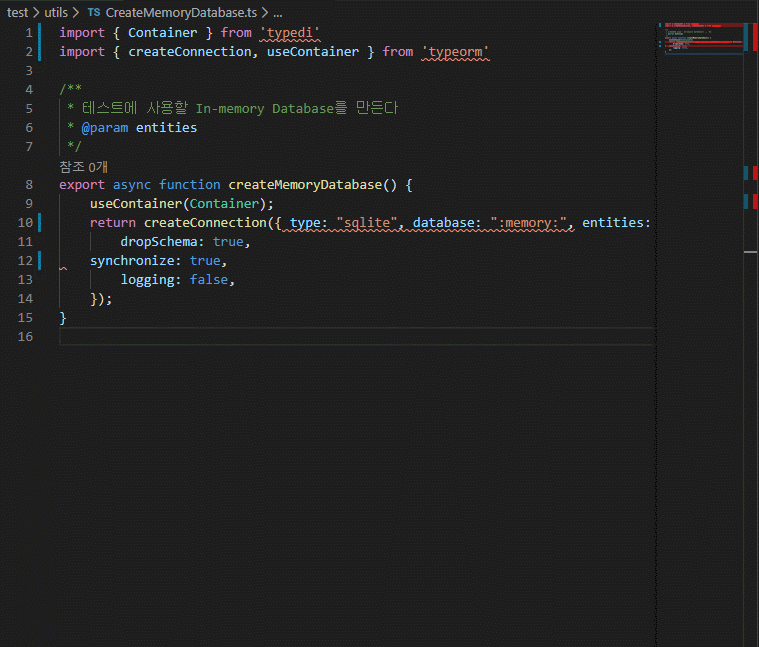 test > utils > TS CreateMemoryDatabase.ts > ...
1 import { Container } from 'typedi'
2 import { createConnection, useContainer } from 'typeorm'
3
4 /**
5  * 테스트에 사용할 In-memory Database를 만든다
6  * @param entities
7  */
참조 0개
8 export async function createMemoryDatabase() {
9     useContainer(Container);
10     return createConnection({ type: "sqlite", database: ":memory:", entities:
11         dropSchema: true,
12     synchronize: true,
13         logging: false,
14     });
15 }
16